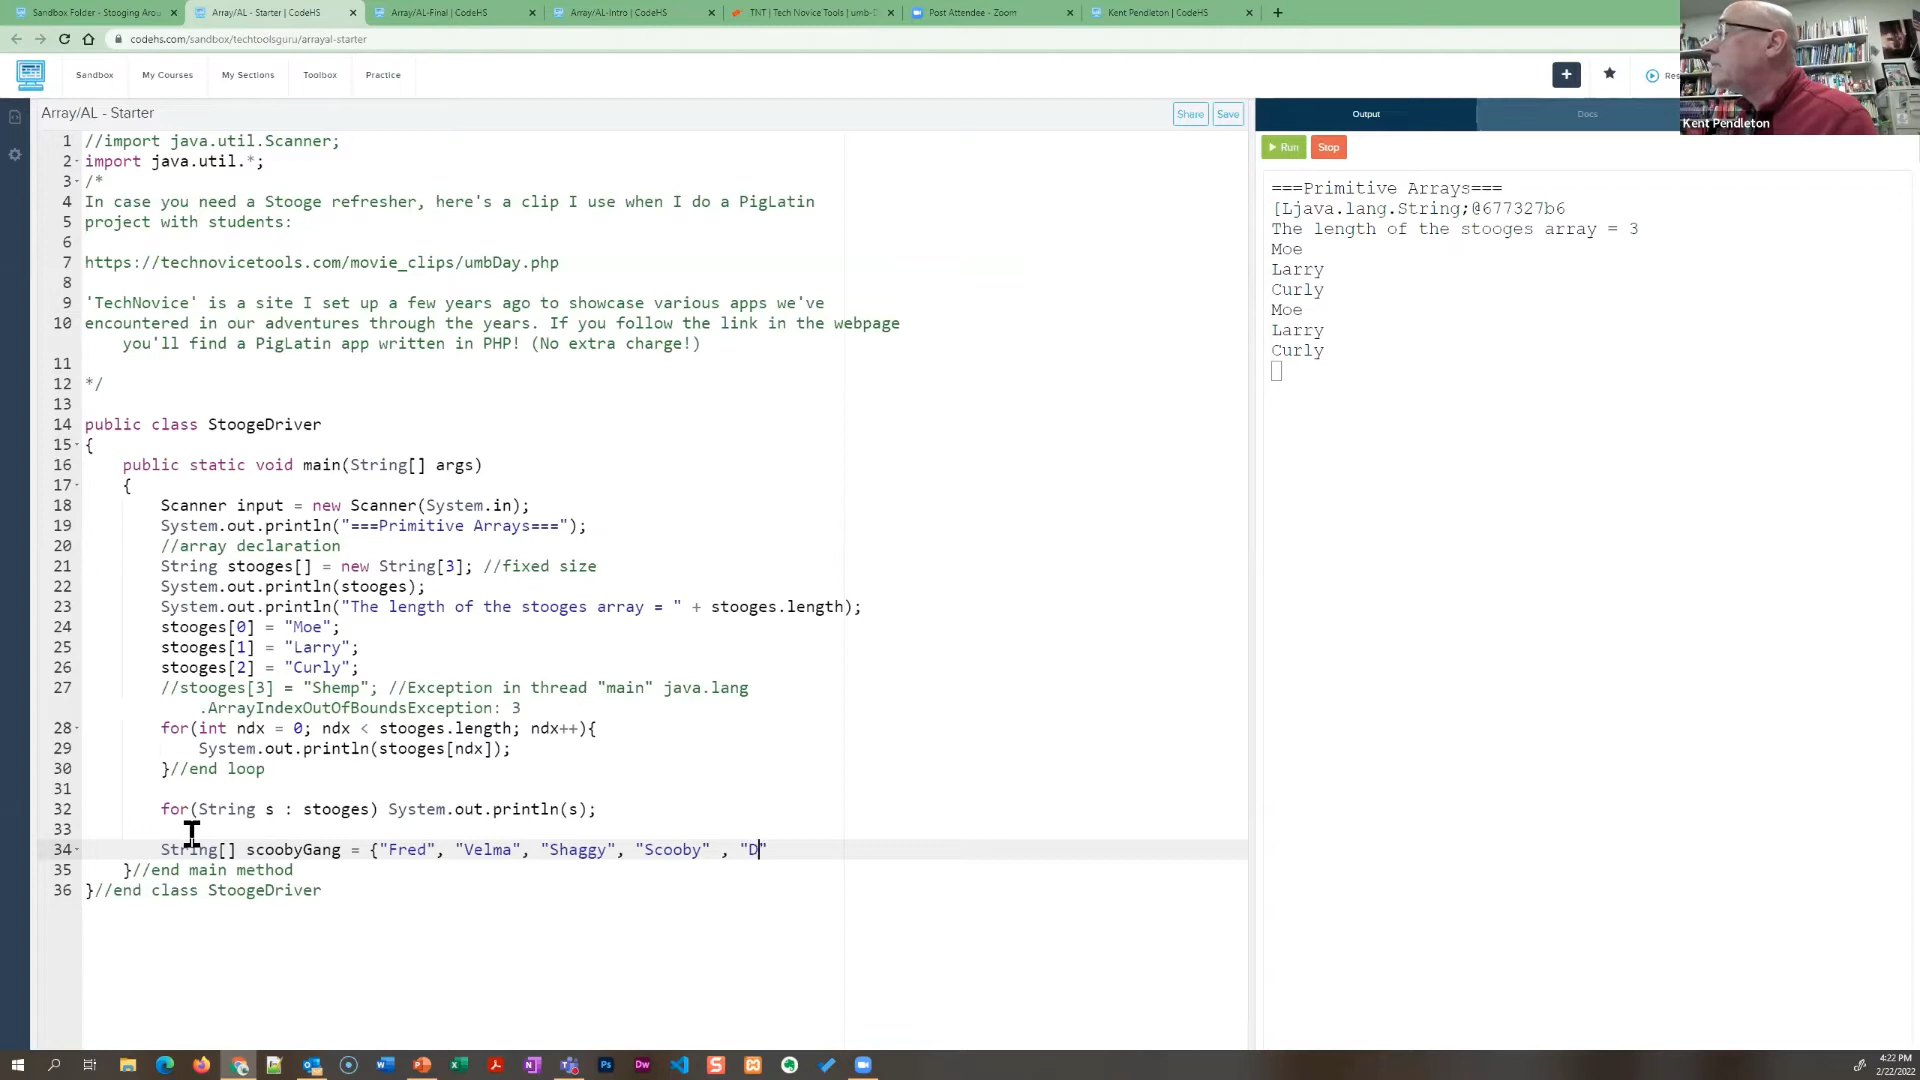 Sandbox Folder - Stooging Arou
Array/AL - Starter | CodeHS
Array/AL-Final | CodeHS
Array/AL-Intro | CodeHS
TNT | Tech Novice Tools | umb-D
Post Attendee - Zoom
Kent Pendleton | CodeHS
codehs.com/sandbox/techtoolsguru/arrayal-starter
Sandbox
My Courses
My Sections
Toolbox
Practice
Res
Kent Pendleton
Array/AL - Starter
Share
Save
Output
Docs
Run
Stop
1 //import java.util.Scanner;
2 import java.util.*;
3 /*
4 In case you need a Stooge refresher, here's a clip I use when I do a PigLatin
5 project with students:
6
7 https://technovicetools.com/movie_clips/umbDay.php
8
9 'TechNovice' is a site I set up a few years ago to showcase various apps we've
10 encountered in our adventures through the years. If you follow the link in the webpage
you'll find a PigLatin app written in PHP! (No extra charge!)
11
12 */
13
14 public class StoogeDriver
15 {
16 public static void main(String[] args)
17 {
18 Scanner input = new Scanner(System.in);
19 System.out.println("===Primitive Arrays===");
20 //array declaration
21 String stooges[] = new String[3]; //fixed size
22 System.out.println(stooges);
23 System.out.println("The length of the stooges array = " + stooges.length);
24 stooges[0] = "Moe";
25 stooges[1] = "Larry";
26 stooges[2] = "Curly";
27 //stooges[3] = "Shemp"; //Exception in thread "main" java.lang
.ArrayIndexOutOfBoundsException: 3
28 for(int ndx = 0; ndx < stooges.length; ndx++){
29 System.out.println(stooges[ndx]);
30 }//end loop
31
32 for(String s : stooges) System.out.println(s);
33
34 String[] scoobyGang = {"Fred", "Velma", "Shaggy", "Scooby" , "D"
35 }//end main method
36 }//end class StoogeDriver
===Primitive Arrays===
[Ljava.lang.String;@677327b6
The length of the stooges array = 3
Moe
Larry
Curly
Moe
Larry
Curly
4:22 PM
2/22/2022